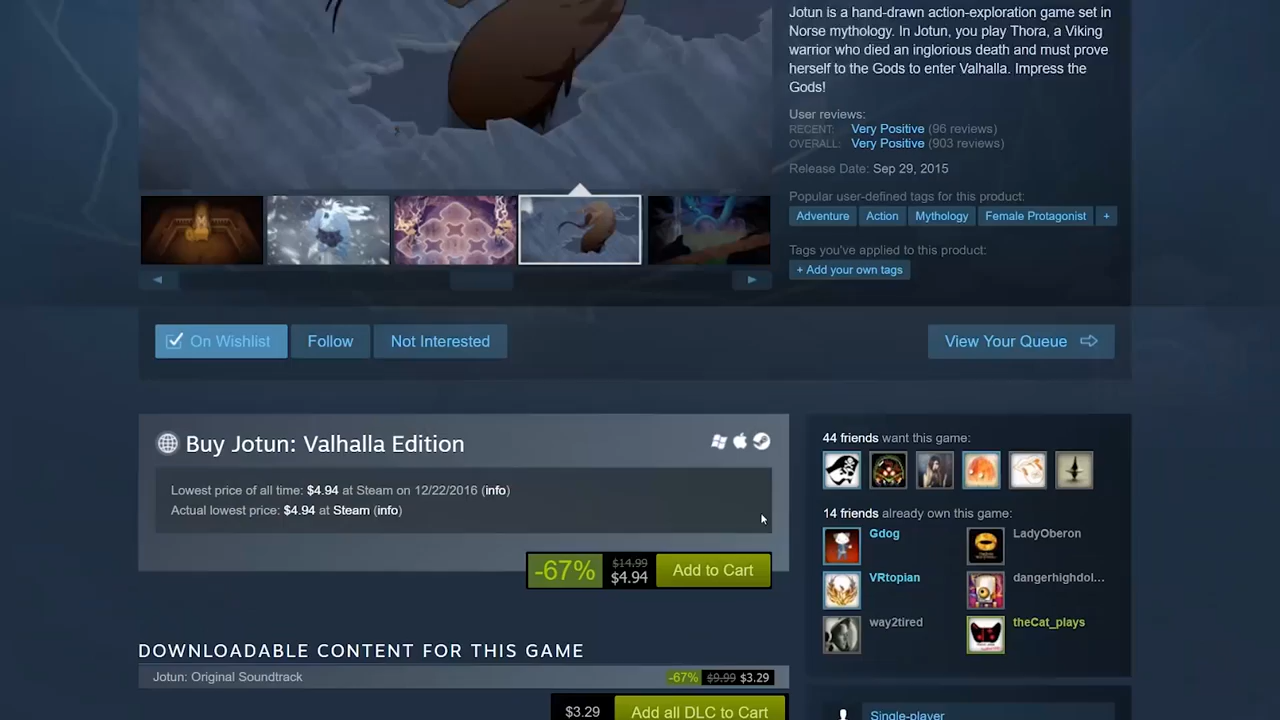 Jotun is a hand-drawn action-exploration game set in
Norse mythology. In Jotun, you play Thora, a Viking
warrior who died an inglorious death and must prove
herself to the Gods to enter Valhalla. Impress the
Gods!
User reviews:
RECENT: Very Positive (96 reviews)
OVERALL: Very Positive (903 reviews)
Release Date: Sep 29, 2015
Popular user-defined tags for this product:
Adventure Action Mythology Female Protagonist +
Tags you've applied to this product:
+ Add your own tags
On Wishlist Follow Not Interested View Your Queue
Buy Jotun: Valhalla Edition
Lowest price of all time: $4.94 at Steam on 12/22/2016 (info)
Actual lowest price: $4.94 at Steam (info)
-67% $14.99 $4.94 Add to Cart
44 friends want this game:
14 friends already own this game:
Gdog LadyOberon
VRtopian dangerhighdol...
way2tired theCat_plays
DOWNLOADABLE CONTENT FOR THIS GAME
Jotun: Original Soundtrack -67% $9.99 $3.29
$3.29 Add all DLC to Cart
Single-player